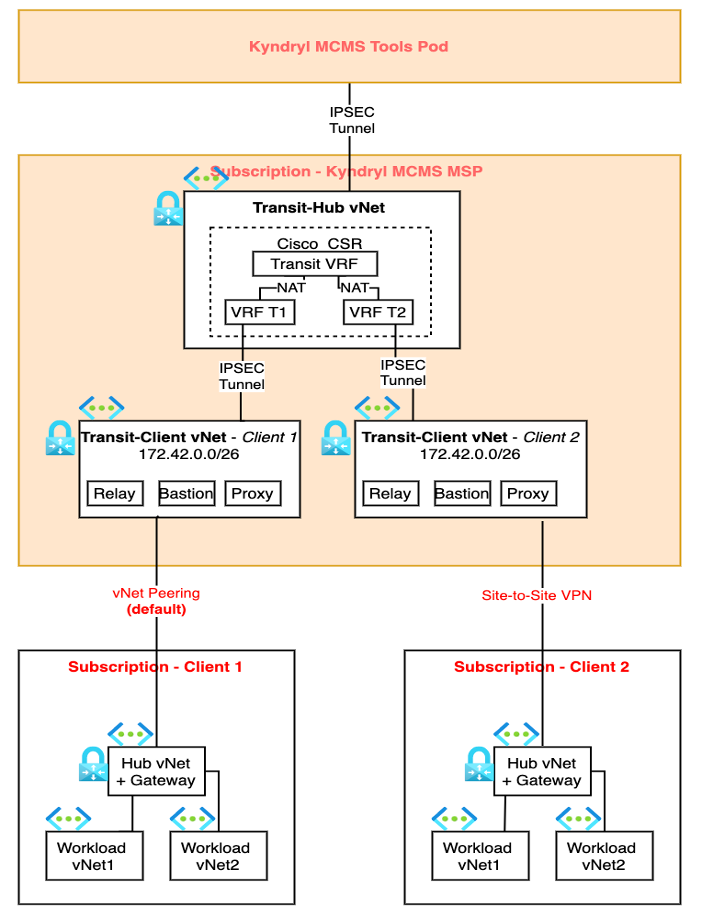 Kyndryl MCMS Tools Pod
IPSEC
Tunnel
Subscription - Kyndryl MCMS MSP
Transit-Hub vNet
Cisco CSR
Transit VRF
NAT
NAT
VRF T1
VRF T2
IPSEC
Tunnel
IPSEC
Tunnel
Transit-Client vNet - Client 1
172.42.0.0/26
Relay
Bastion
Proxy
Transit-Client vNet - Client 2
172.42.0.0/26
Relay
Bastion
Proxy
vNet Peering
(default)
Site-to-Site VPN
Subscription - Client 1
Hub vNet
+ Gateway
Workload
vNet1
Workload
vNet2
Subscription - Client 2
Hub vNet
+ Gateway
Workload
vNet1
Workload
vNet2